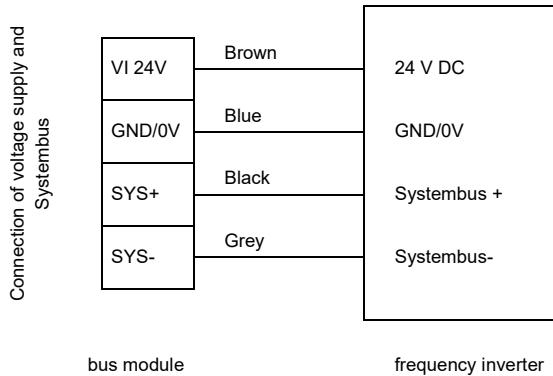 Connection of voltage supply and
Systembus
VI 24V
Brown
24 V DC
GND/0V
Blue
GND/0V
SYS+
Black
Systembus +
SYS-
Grey
Systembus-
bus module
frequency inverter